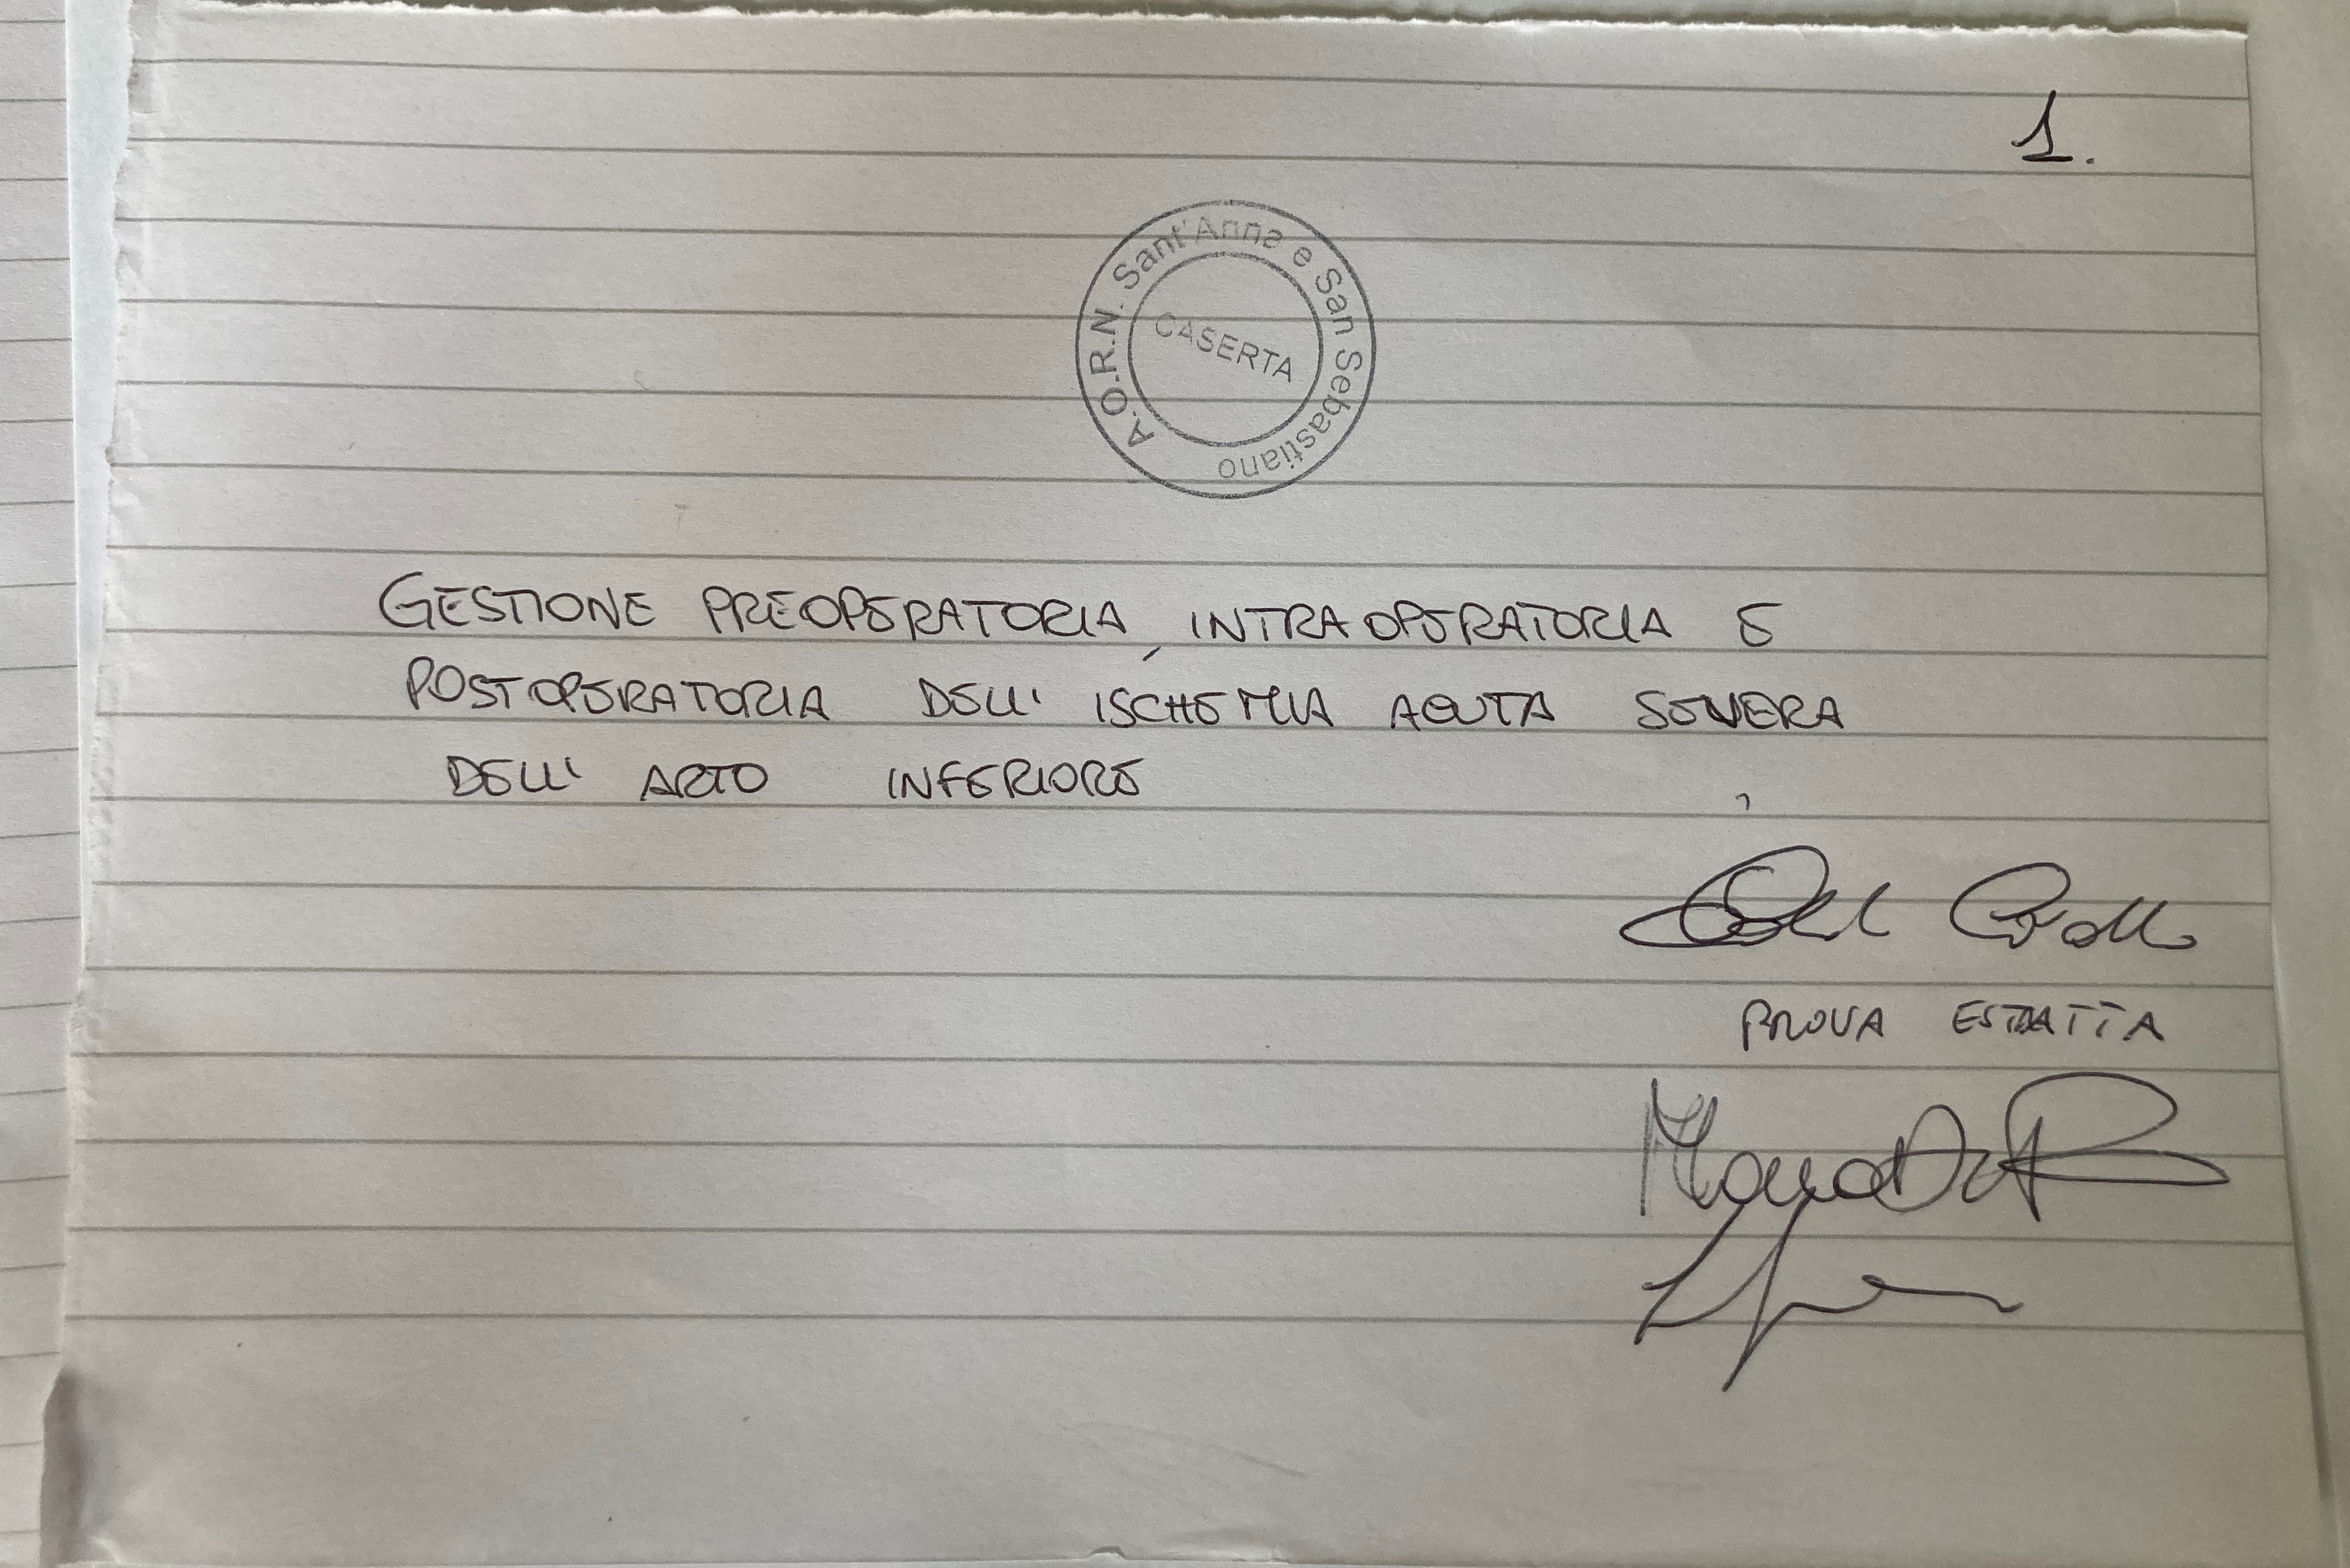 1.
A.O.R.N. Sant'Anna e San Sebastiano
CASERTA
GESTIONE PREOPERATORIA, INTRAOPERATORIA E
POSTOPERATORIA DELL' ISCHEMIA ACUTA SEVERA
DELL' ARTO INFERIORE
PROVA ESTRATTA